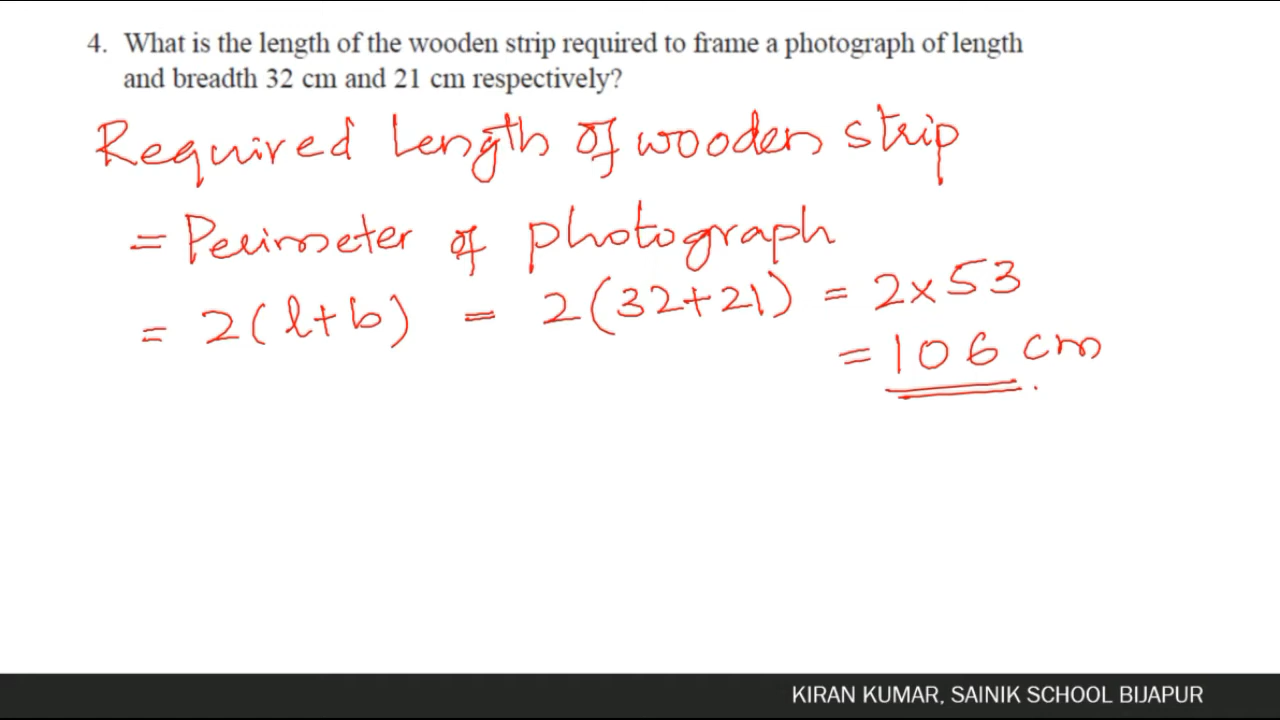 4. What is the length of the wooden strip required to frame a photograph of length
and breadth 32 cm and 21 cm respectively?
Required Length of wooden strip
= Perimeter of photograph
= 2(l+b) = 2(32+21) = 2×53
= 106 cm.
KIRAN KUMAR, SAINIK SCHOOL BIJAPUR